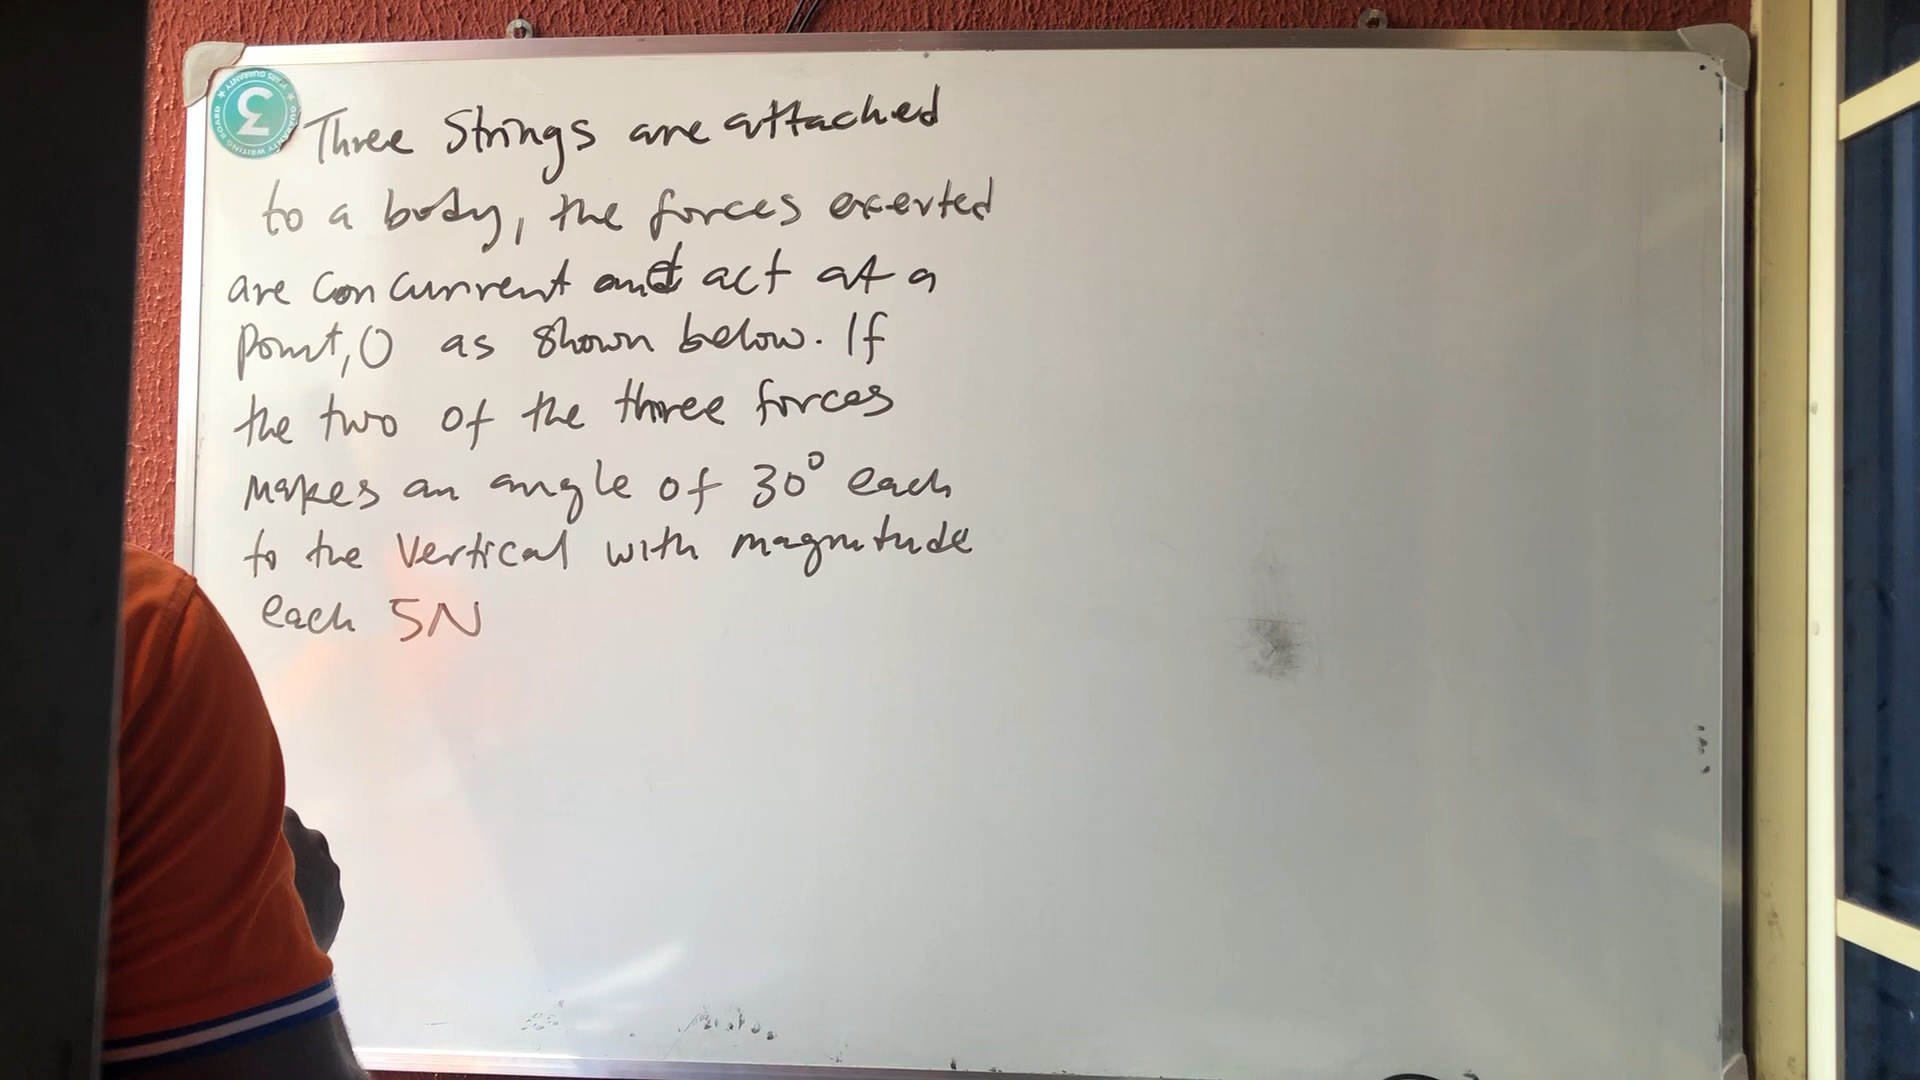 Three Strings are attached
to a body, the forces exerted
are concurrent and act at a
point, O as shown below. If
the two of the three forces
makes an angle of 30° each
to the vertical with magnitude
each 5N